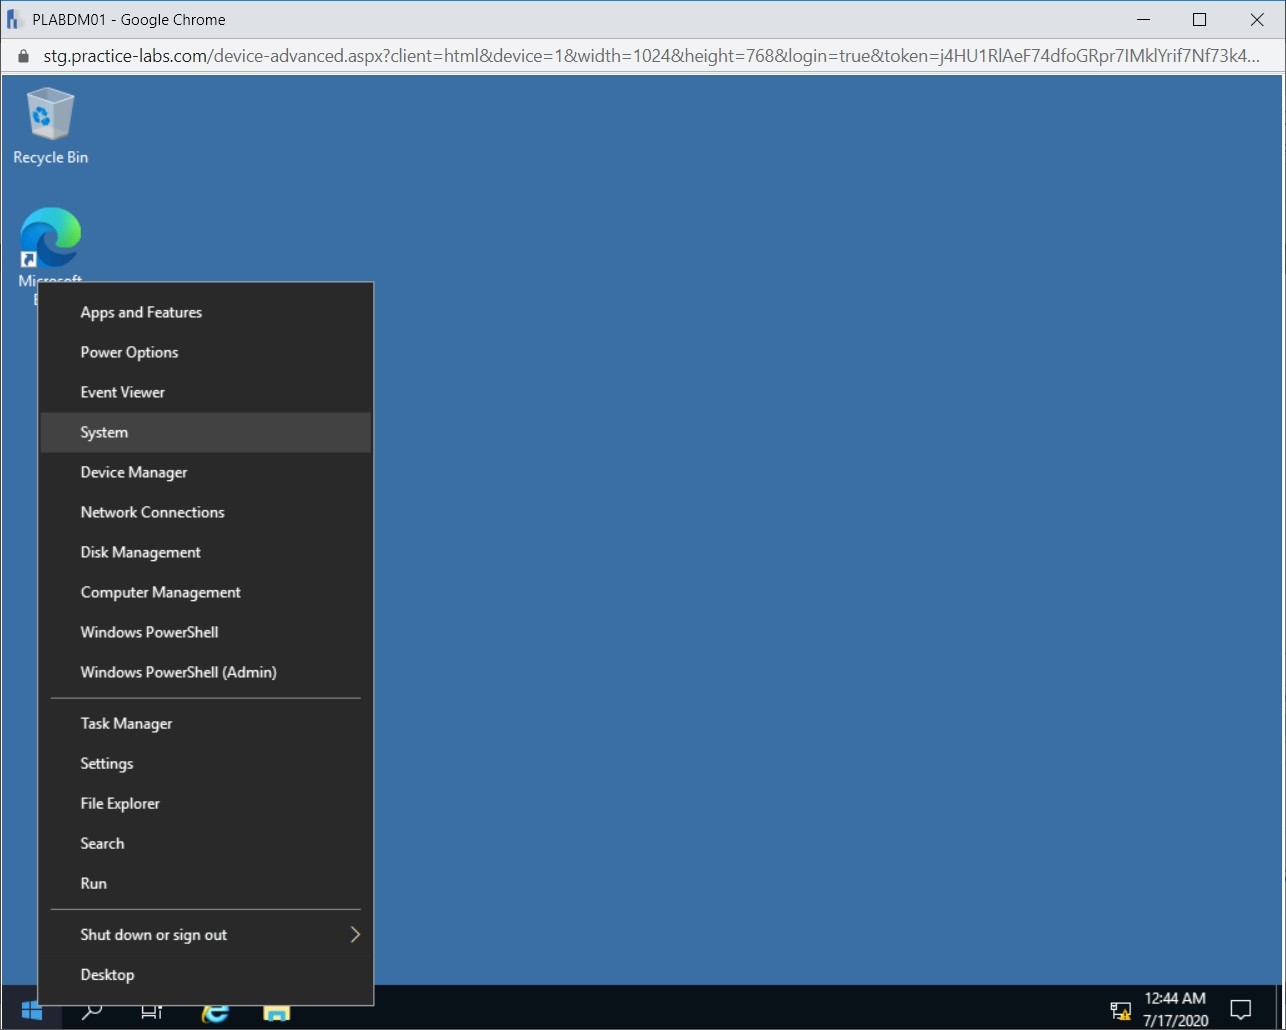 PLABDM01 - Google Chrome
stg.practice-labs.com/device-advanced.aspx?client=html&device=1&width=1024&height=768&login=true&token=j4HU1RlAeF74dfoGRpr7IMklYrif7Nf73k4...
Recycle Bin
Microsoft
Apps and Features
Power Options
Event Viewer
System
Device Manager
Network Connections
Disk Management
Computer Management
Windows PowerShell
Windows PowerShell (Admin)
Task Manager
Settings
File Explorer
Search
Run
Shut down or sign out
Desktop
12:44 AM
7/17/2020